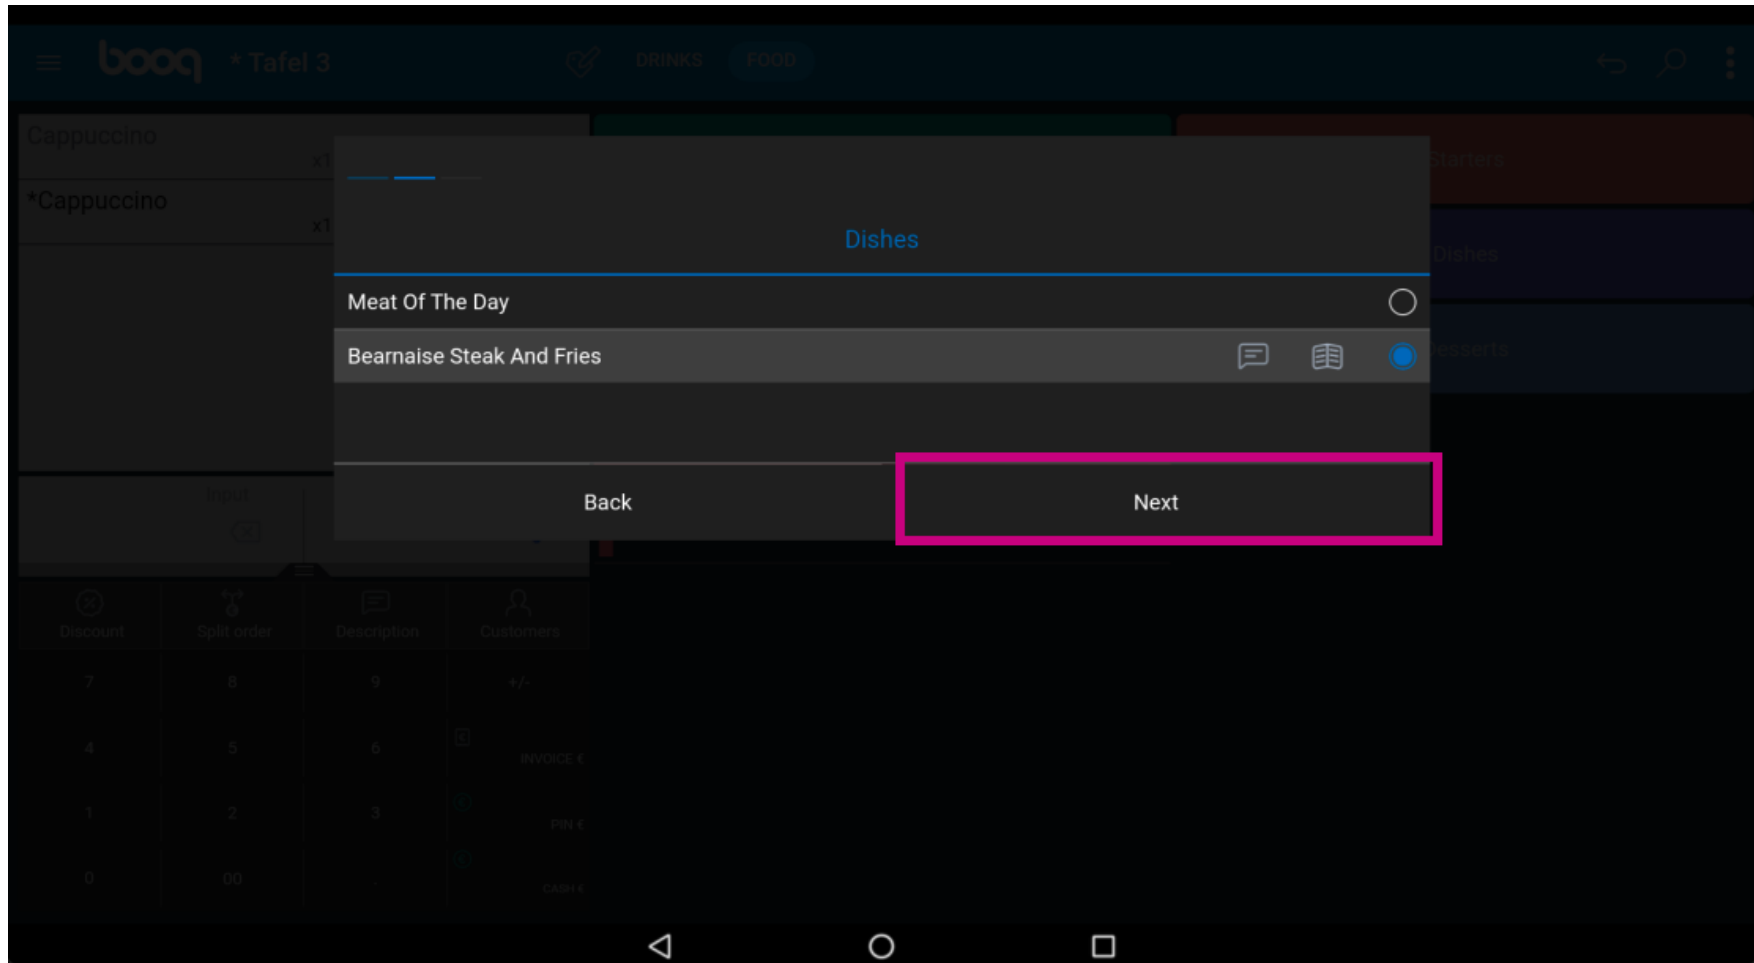 booq * Tafel 3 DRINKS FOOD
Cappuccino
x1
*Cappuccino
x1
Starters
Dishes
Desserts
Dishes
Meat Of The Day
Bearnaise Steak And Fries
Back Next
Input
Discount Split order Description Customers
7 8 9 +/-
4 5 6 INVOICE €
1 2 3 PIN €
0 00 . CASH €